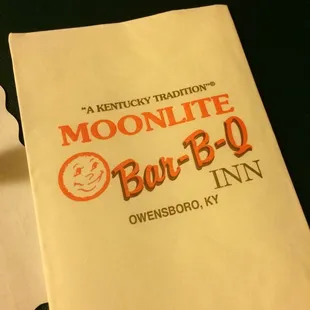 "A KENTUCKY TRADITION"®
MOONLITE
Bar-B-Q
INN
OWENSBORO, KY